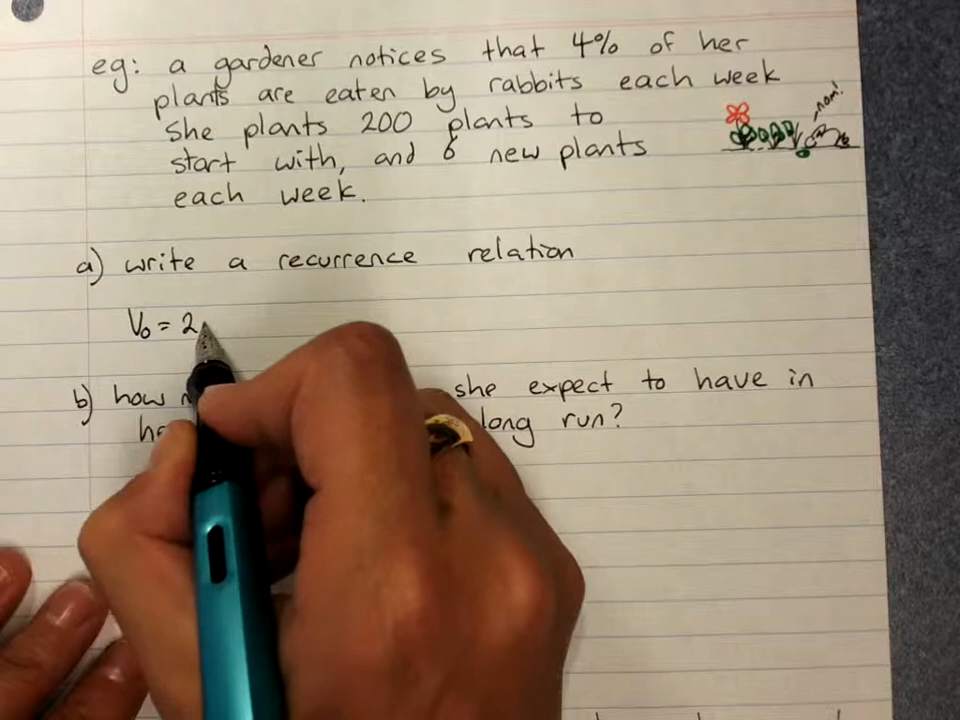 eg: a gardener notices that 4% of her
plants are eaten by rabbits each week
She plants 200 plants to
start with, and 6 new plants
each week.
nom!
a) write a recurrence relation
V₀ = 2
b) how she expect to have in
long run?